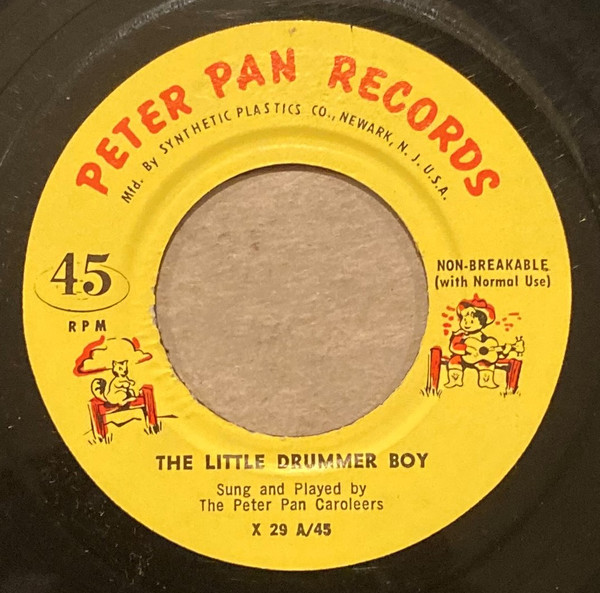 PETER PAN RECORDS
Mfd. By SYNTHETIC PLASTICS CO., NEWARK, N. J. U.S.A.
45
RPM
NON-BREAKABLE
(with Normal Use)
THE LITTLE DRUMMER BOY
Sung and Played by
The Peter Pan Caroleers
X 29 A/45